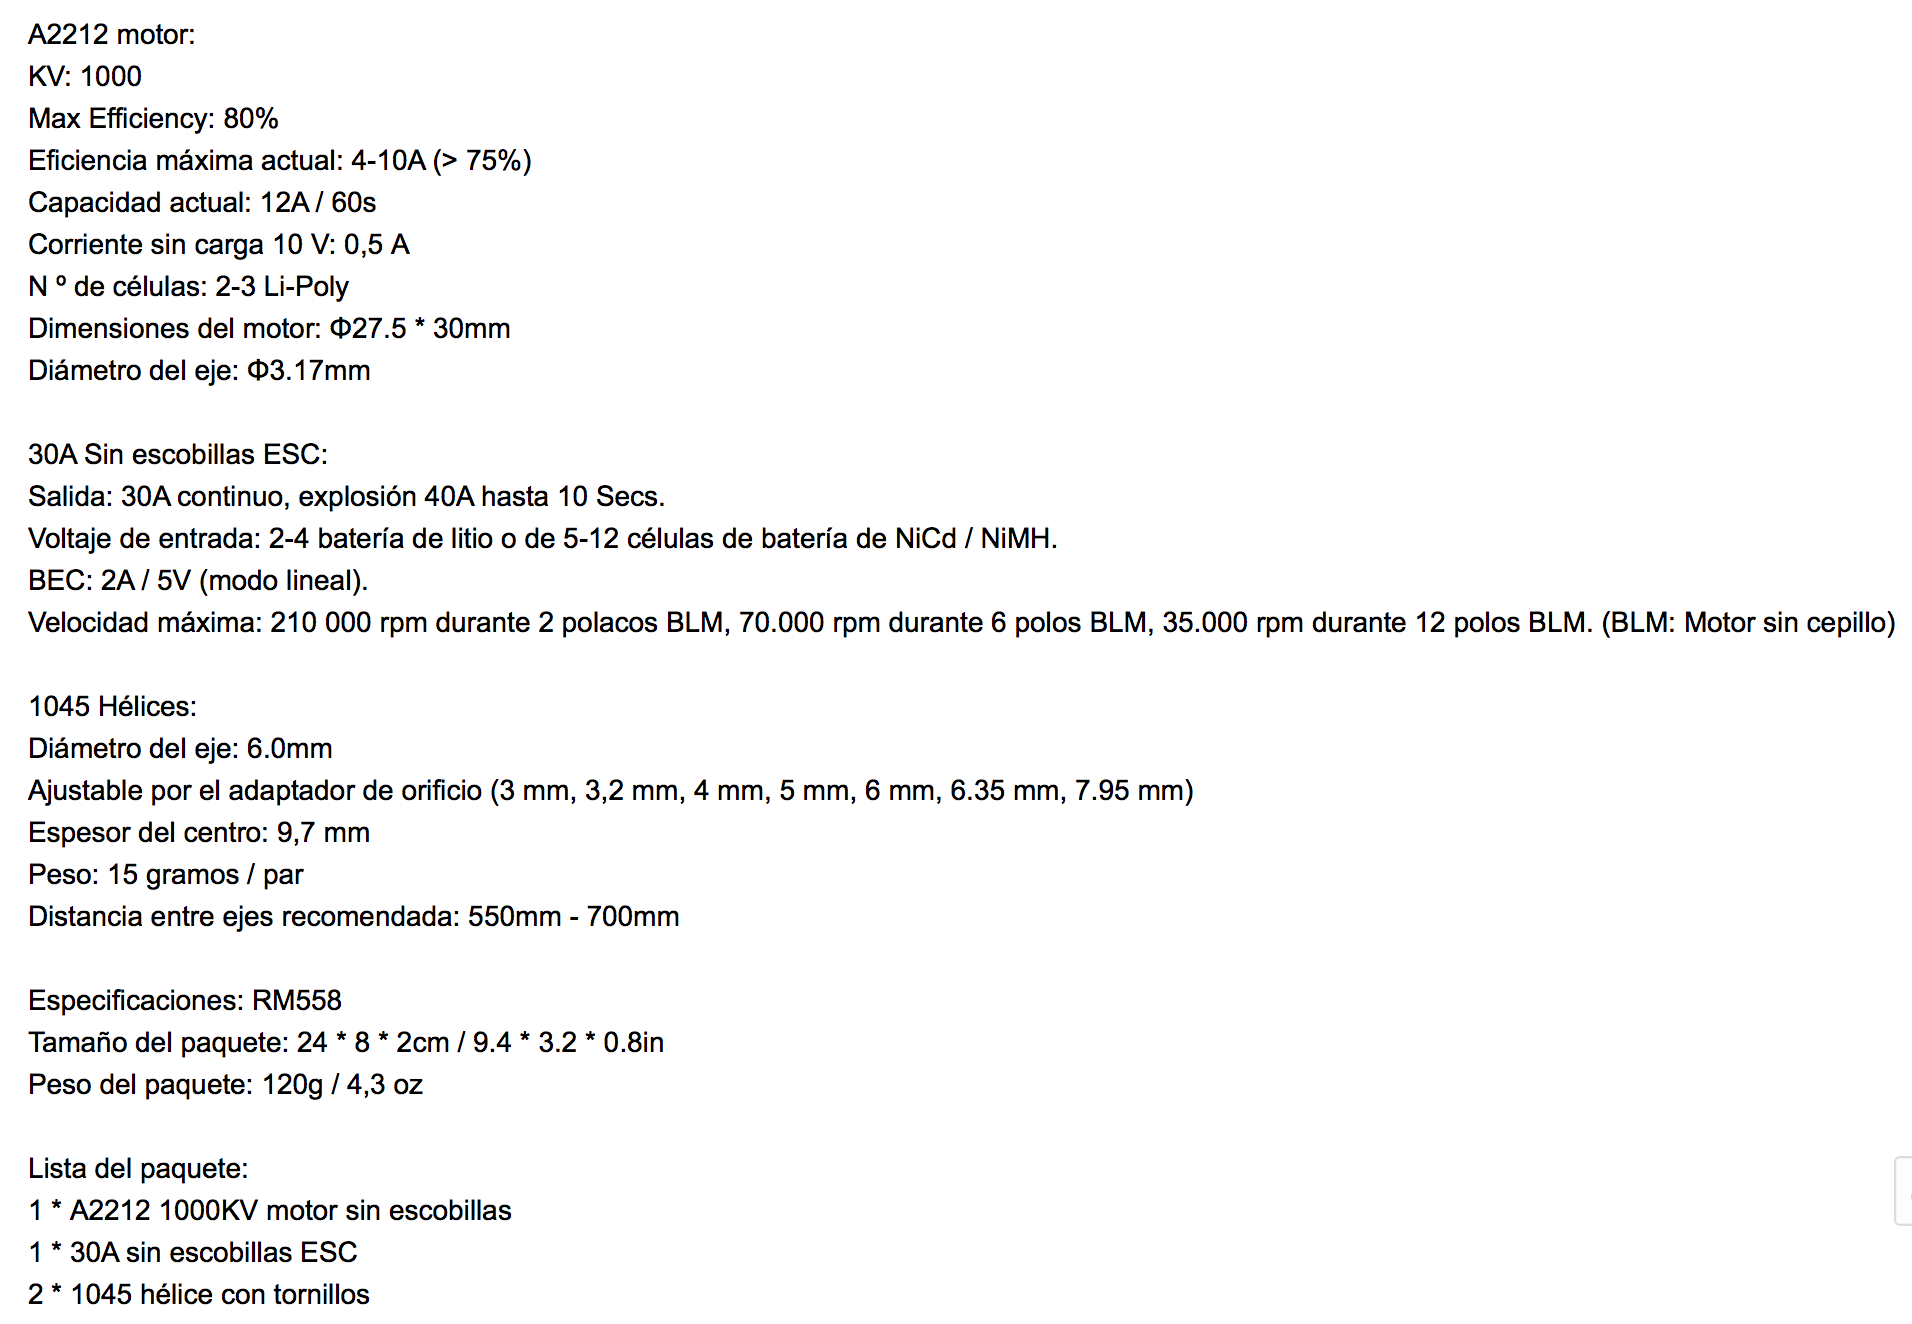 A2212 motor:
KV: 1000
Max Efficiency: 80%
Eficiencia máxima actual: 4-10A (> 75%)
Capacidad actual: 12A / 60s
Corriente sin carga 10 V: 0,5 A
N º de células: 2-3 Li-Poly
Dimensiones del motor: Φ27.5 * 30mm
Diámetro del eje: Φ3.17mm
30A Sin escobillas ESC:
Salida: 30A continuo, explosión 40A hasta 10 Secs.
Voltaje de entrada: 2-4 batería de litio o de 5-12 células de batería de NiCd / NiMH.
BEC: 2A / 5V (modo lineal).
Velocidad máxima: 210 000 rpm durante 2 polacos BLM, 70.000 rpm durante 6 polos BLM, 35.000 rpm durante 12 polos BLM. (BLM: Motor sin cepillo)
1045 Hélices:
Diámetro del eje: 6.0mm
Ajustable por el adaptador de orificio (3 mm, 3,2 mm, 4 mm, 5 mm, 6 mm, 6.35 mm, 7.95 mm)
Espesor del centro: 9,7 mm
Peso: 15 gramos / par
Distancia entre ejes recomendada: 550mm - 700mm
Especificaciones: RM558
Tamaño del paquete: 24 * 8 * 2cm / 9.4 * 3.2 * 0.8in
Peso del paquete: 120g / 4,3 oz
Lista del paquete:
1 * A2212 1000KV motor sin escobillas
1 * 30A sin escobillas ESC
2 * 1045 hélice con tornillos